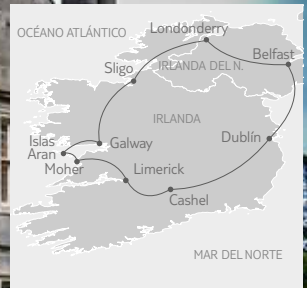 OCÉANO ATLÁNTICO
Londonderry
Belfast
Sligo
IRLANDA DEL N.
IRLANDA
Islas
Aran
Galway
Dublín
Moher
Limerick
Cashel
MAR DEL NORTE